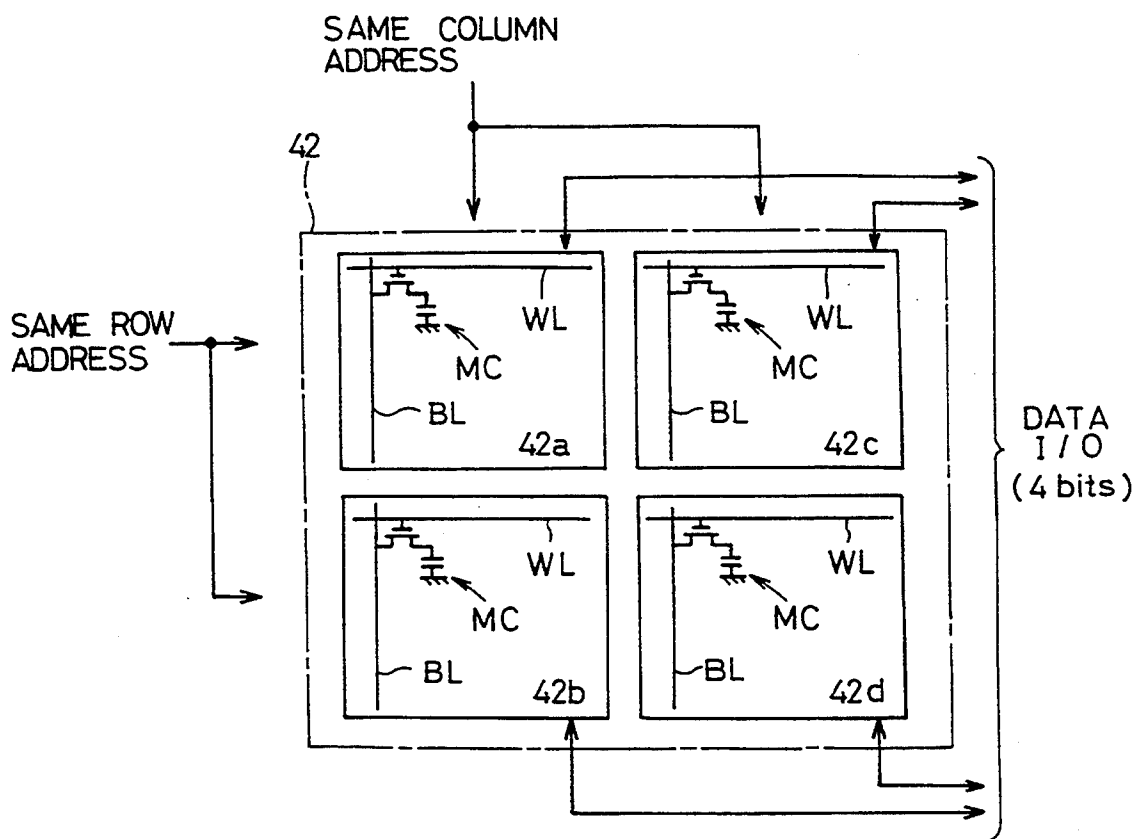 SAME COLUMN
ADDRESS
42
SAME ROW
ADDRESS
WL
MC
BL
42a
WL
MC
BL
42c
WL
MC
BL
42b
WL
MC
BL
42d
DATA
I/O
(4 bits)